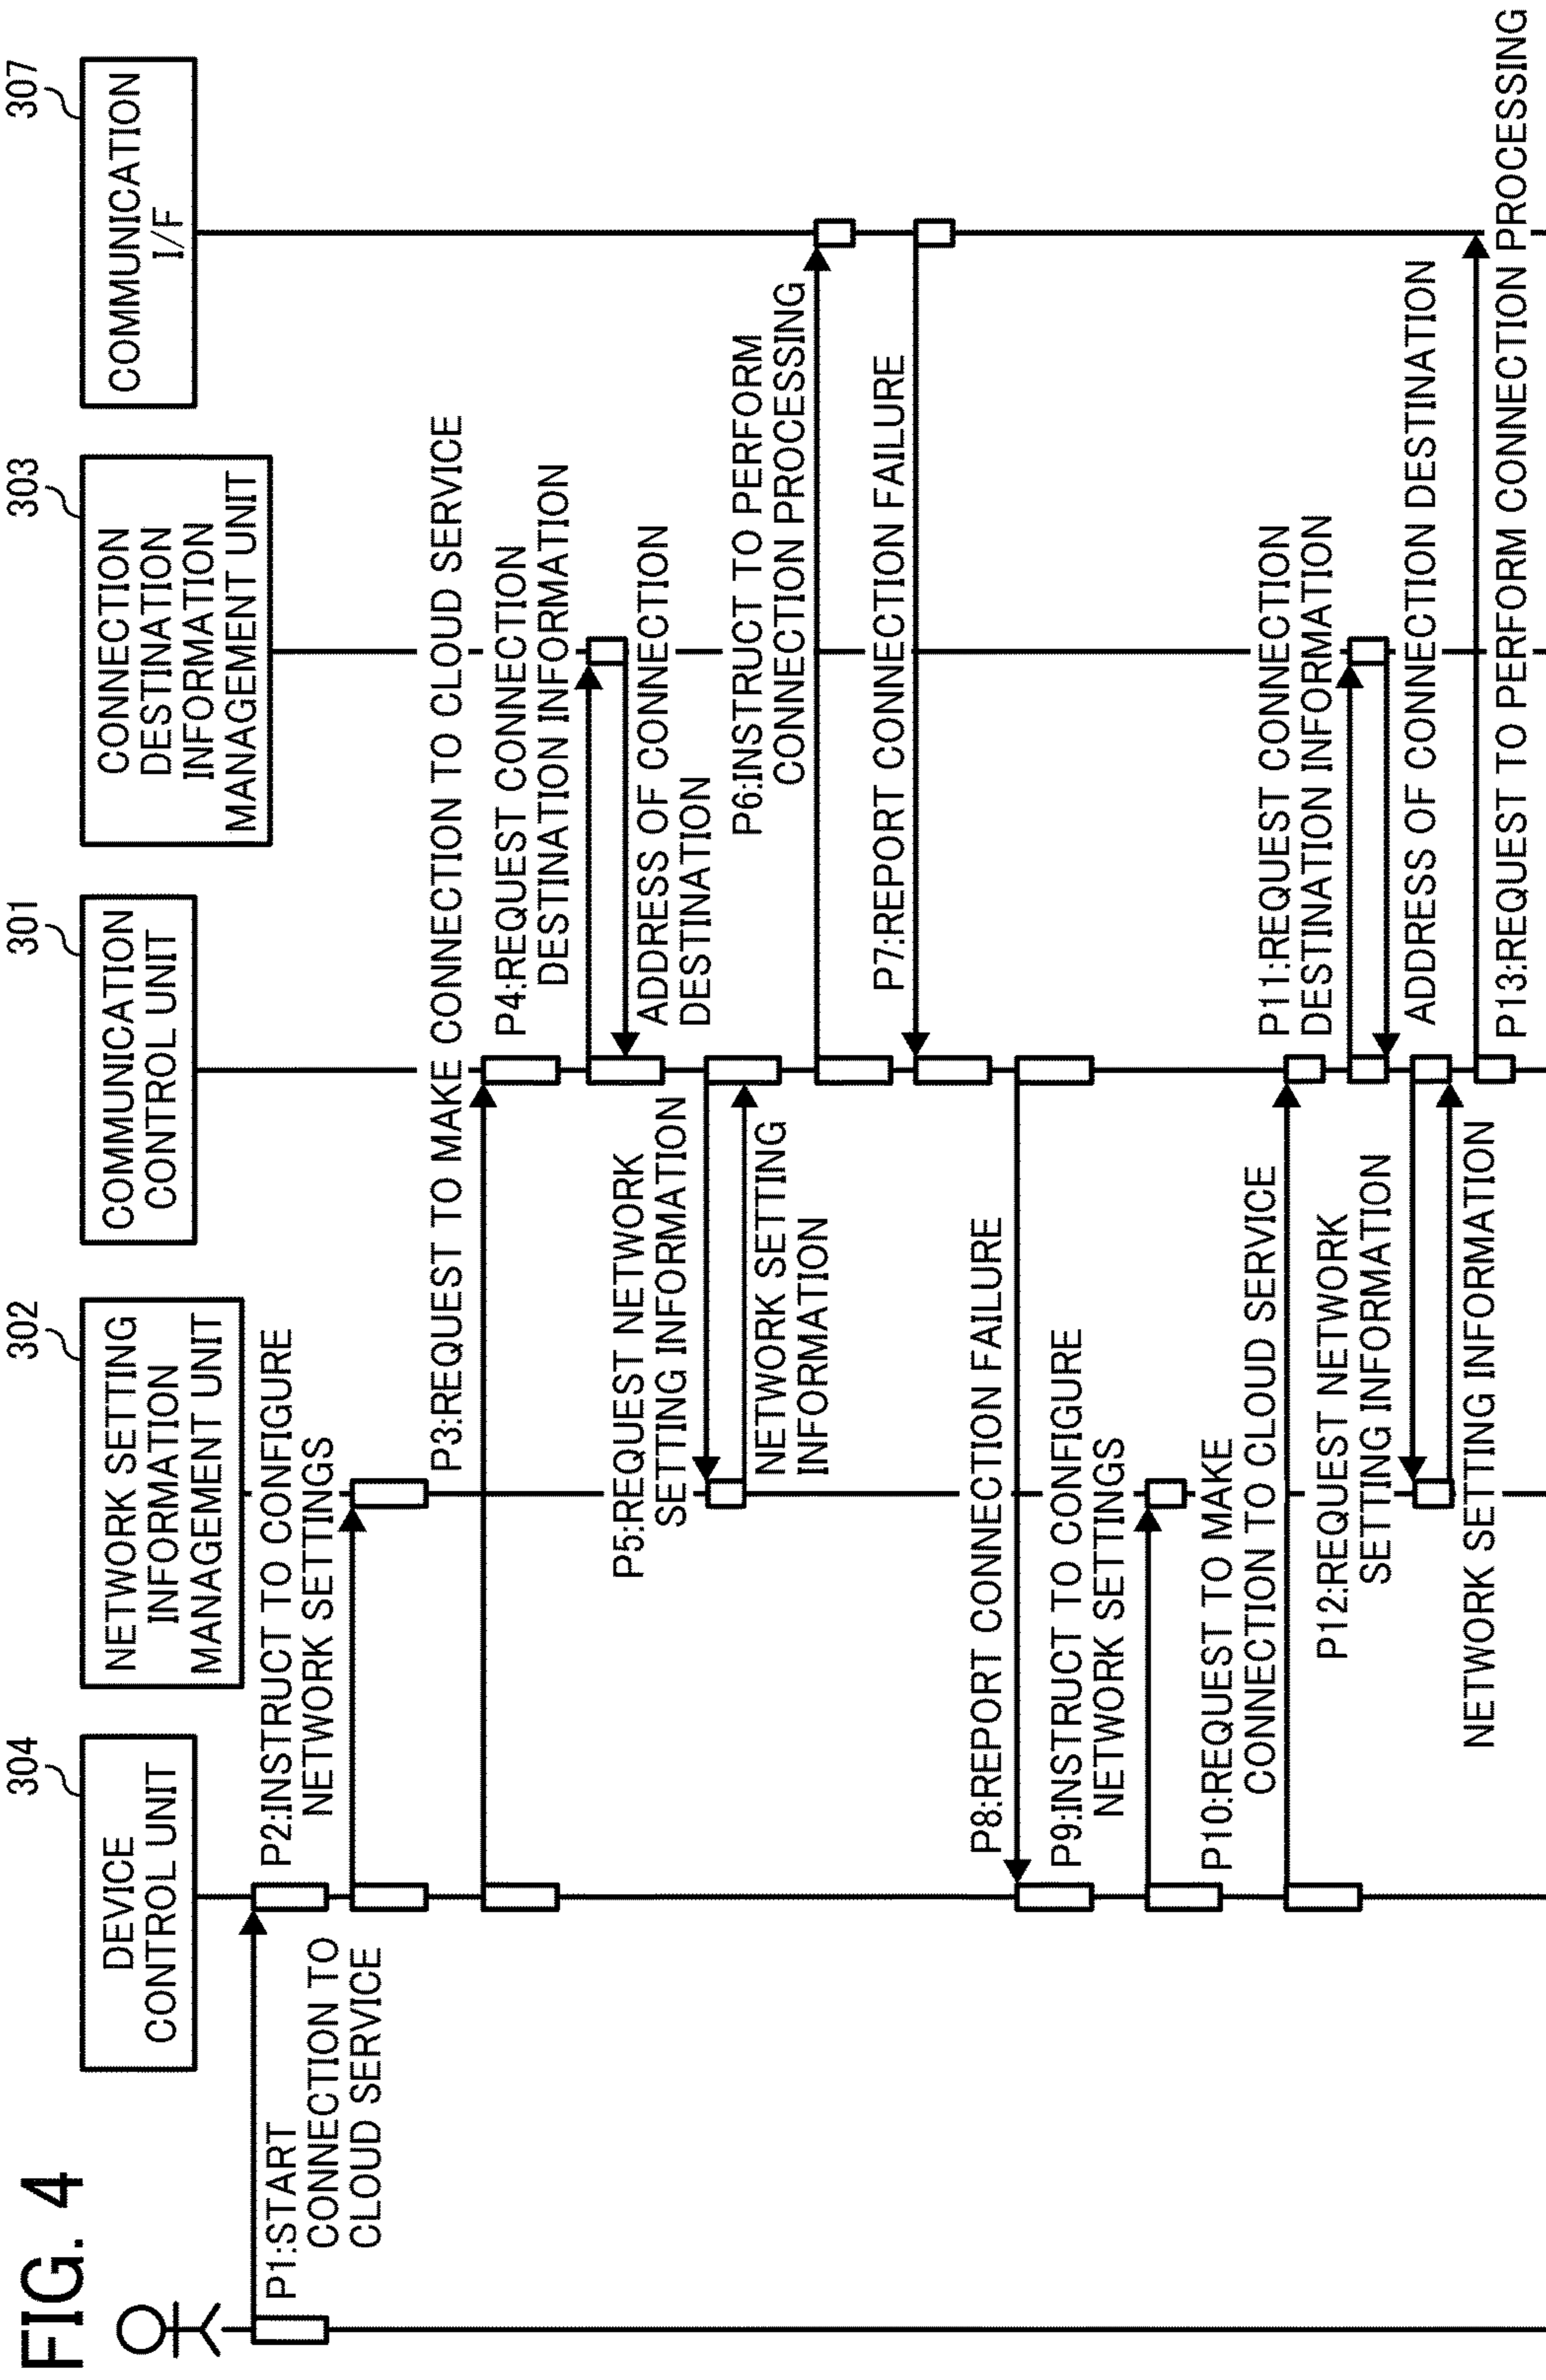 FIG. 4
304
302
301
303
307
DEVICE
CONTROL UNIT
NETWORK SETTING
INFORMATION
MANAGEMENT UNIT
COMMUNICATION
CONTROL UNIT
CONNECTION
DESTINATION
INFORMATION
MANAGEMENT UNIT
COMMUNICATION
I/F
P1:START
CONNECTION TO
CLOUD SERVICE
P2:INSTRUCT TO CONFIGURE
NETWORK SETTINGS
P3:REQUEST TO MAKE CONNECTION TO CLOUD SERVICE
P4:REQUEST CONNECTION
DESTINATION INFORMATION
ADDRESS OF CONNECTION
DESTINATION
P5:REQUEST NETWORK
SETTING INFORMATION
NETWORK SETTING
INFORMATION
P6:INSTRUCT TO PERFORM
CONNECTION PROCESSING
P7:REPORT CONNECTION FAILURE
P8:REPORT CONNECTION FAILURE
P9:INSTRUCT TO CONFIGURE
NETWORK SETTINGS
P10:REQUEST TO MAKE
CONNECTION TO CLOUD SERVICE
P11:REQUEST CONNECTION
DESTINATION INFORMATION
ADDRESS OF CONNECTION DESTINATION
P12:REQUEST NETWORK
SETTING INFORMATION
NETWORK SETTING INFORMATION
P13:REQUEST TO PERFORM CONNECTION PROCESSING